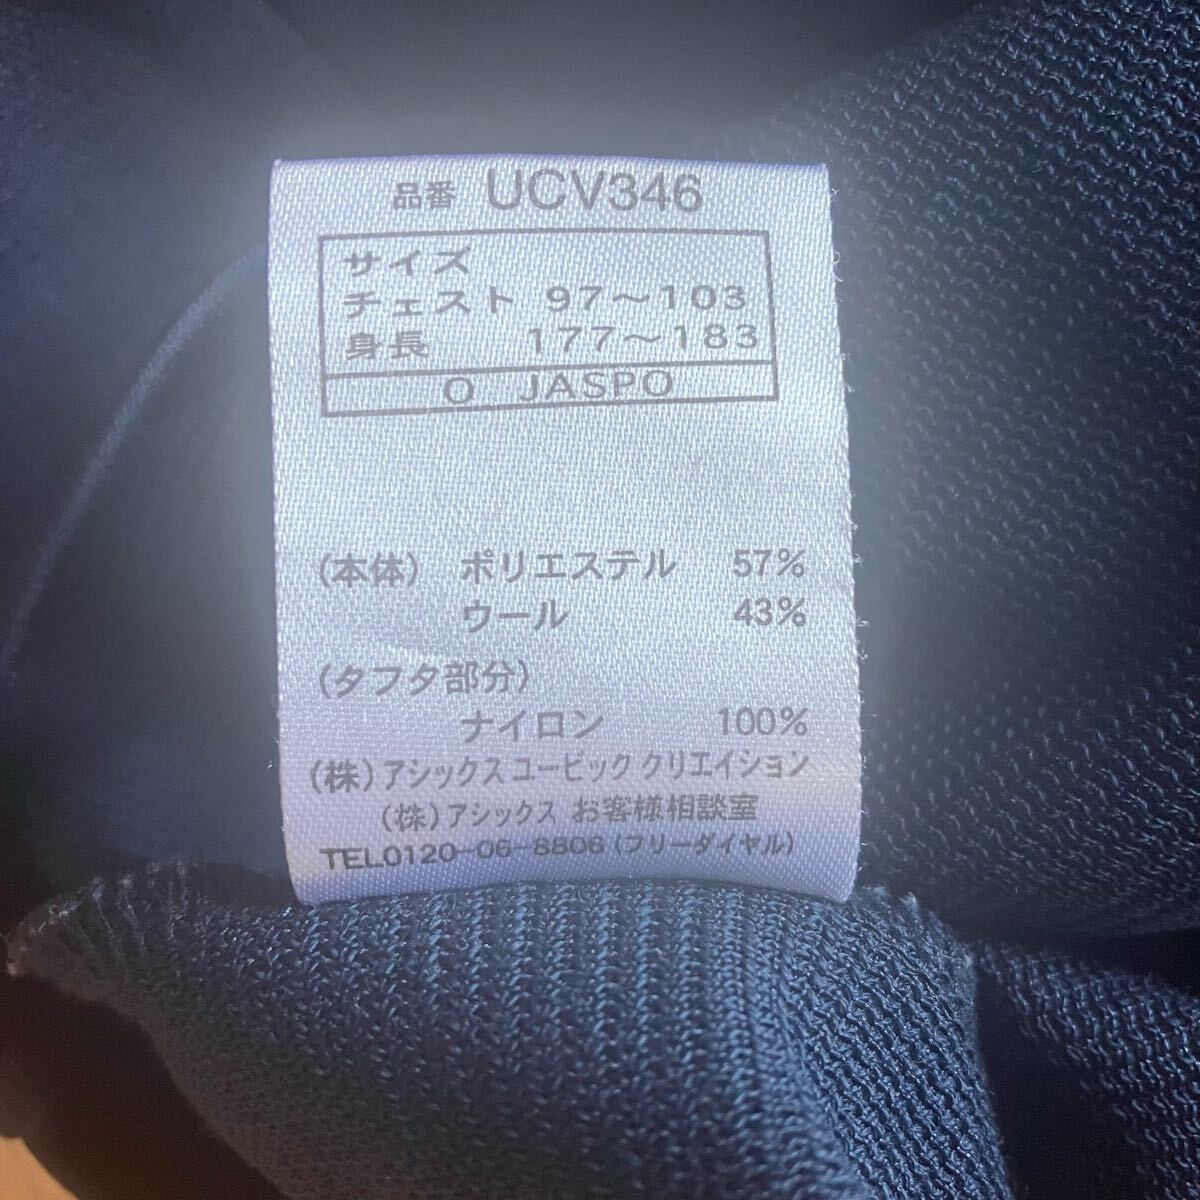 品番 UCV346
サイズ
チェスト 97～103
身長 177～183
O JASPO
(本体) ポリエステル 57%
ウール 43%
(タフタ部分)
ナイロン 100%
(株)アシックス ユービック クリエイション
(株)アシックス お客様相談室
TEL0120-06-8806(フリーダイヤル)